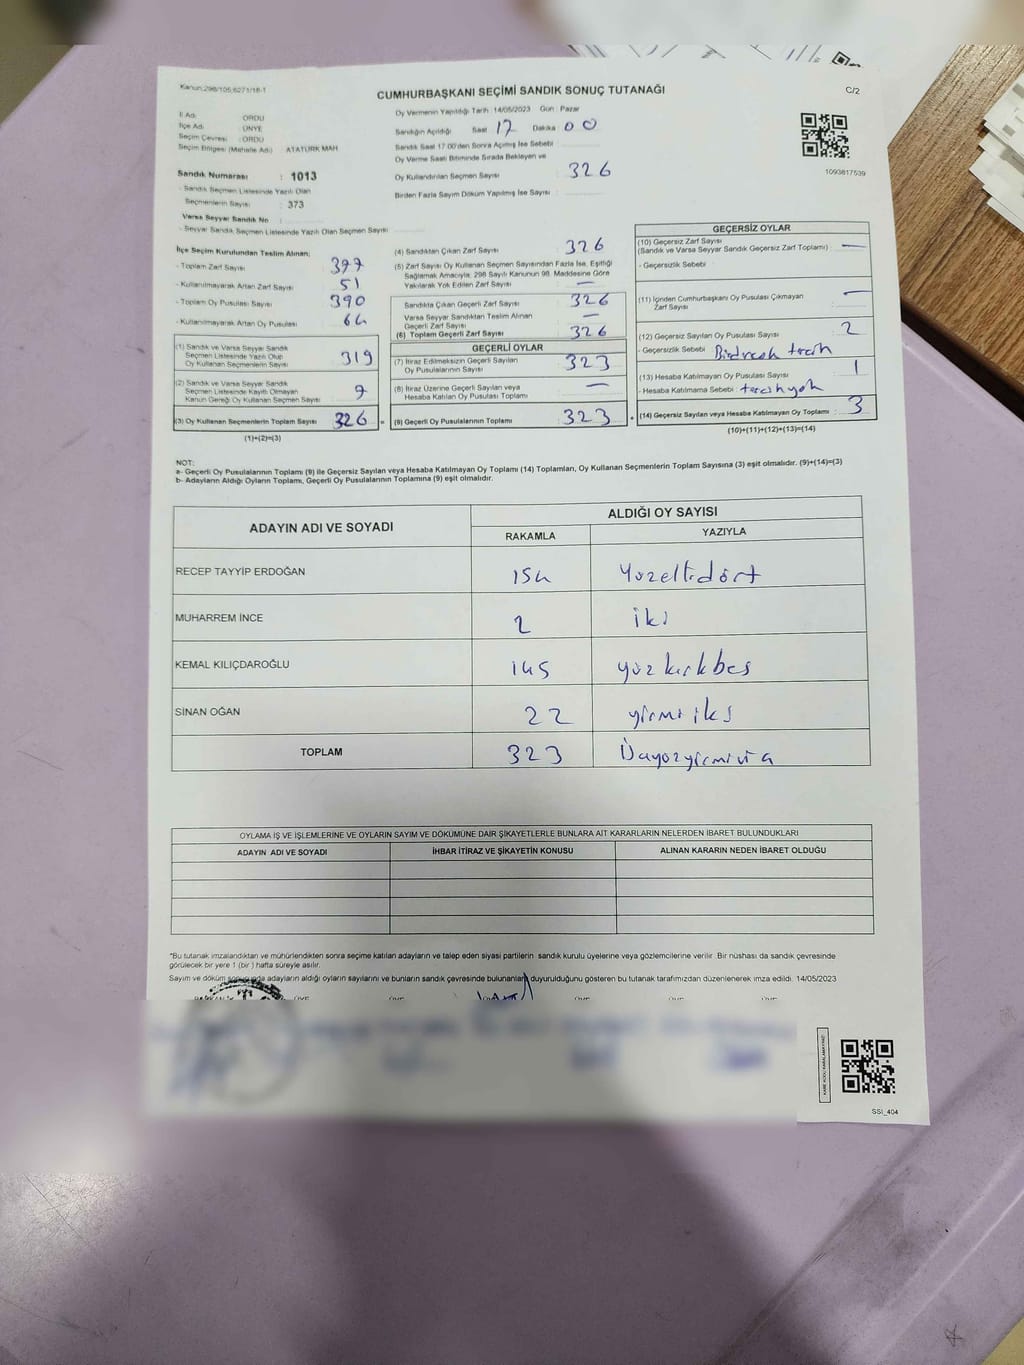 Kanun:298/105;6271/18-1
CUMHURBAŞKANI SEÇİMİ SANDIK SONUÇ TUTANAĞI
C/2
İl Adı : ORDU
İlçe Adı : ÜNYE
Seçim Çevresi : ORDU
Seçim Bölgesi (Mahalle Adı) ATATÜRK MAH
Sandık Numarası : 1013
- Sandık Seçmen Listesinde Yazılı Olan
Seçmenlerin Sayısı : 373
Varsa Seyyar Sandık No :
- Seyyar Sandık Seçmen Listesinde Yazılı Olan Seçmen Sayısı
Oy Vermenin Yapıldığı Tarih : 14/05/2023 Gün : Pazar
Sandığın Açıldığı Saat 17 Dakika 00
Sandık Saat 17.00'den Sonra Açılmış İse Sebebi
Oy Verme Saati Bitiminde Sırada Bekleyen ve
Oy Kullandırılan Seçmen Sayısı : 326
Birden Fazla Sayım Döküm Yapılmış İse Sayısı :
1093817539
İlçe Seçim Kurulundan Teslim Alınan;
- Toplam Zarf Sayısı : 377
- Kullanılmayarak Artan Zarf Sayısı : 51
- Toplam Oy Pusulası Sayısı : 390
- Kullanılmayarak Artan Oy Pusulası : 64
(1) Sandık ve Varsa Seyyar Sandık
Seçmen Listesinde Yazılı Olup
Oy Kullanan Seçmenlerin Sayısı : 319
(2) Sandık ve Varsa Seyyar Sandık
Seçmen Listesinde Kayıtlı Olmayan
Kanun Gereği Oy Kullanan Seçmen Sayısı : 7
(3) Oy Kullanan Seçmenlerin Toplam Sayısı : 326
(1)+(2)=(3)
(4) Sandıktan Çıkan Zarf Sayısı : 326
(5) Zarf Sayısı Oy Kullanan Seçmen Sayısından Fazla İse, Eşitliği
Sağlamak Amacıyla; 298 Sayılı Kanunun 98. Maddesine Göre
Yakılarak Yok Edilen Zarf Sayısı : —
Sandıkta Çıkan Geçerli Zarf Sayısı : 326
Varsa Seyyar Sandıktan Teslim Alınan
Geçerli Zarf Sayısı : —
(6) Toplam Geçerli Zarf Sayısı : 326
GEÇERLİ OYLAR
(7) İtiraz Edilmeksizin Geçerli Sayılan
Oy Pusulalarının Sayısı : 323
(8) İtiraz Üzerine Geçerli Sayılan veya
Hesaba Katılan Oy Pusulaları Toplamı : —
(9) Geçerli Oy Pusulalarının Toplamı : 323
GEÇERSİZ OYLAR
(10) Geçersiz Zarf Sayısı
(Sandık ve Varsa Seyyar Sandık Geçersiz Zarf Toplamı) : —
- Geçersizlik Sebebi :
(11) İçinden Cumhurbaşkanı Oy Pusulası Çıkmayan
Zarf Sayısı : —
(12) Geçersiz Sayılan Oy Pusulası Sayısı : 2
- Geçersizlik Sebebi :
(13) Hesaba Katılmayan Oy Pusulası Sayısı : 1
- Hesaba Katılmama Sebebi : tercih yok
(14) Geçersiz Sayılan veya Hesaba Katılmayan Oy Toplamı : 3
(10)+(11)+(12)+(13)=(14)
NOT:
a- Geçerli Oy Pusulalarının Toplamı (9) ile Geçersiz Sayılan veya Hesaba Katılmayan Oy Toplamı (14) Toplamları, Oy Kullanan Seçmenlerin Toplam Sayısına (3) eşit olmalıdır. (9)+(14)=(3)
b- Adayların Aldığı Oyların Toplamı, Geçerli Oy Pusulalarının Toplamına (9) eşit olmalıdır.
ADAYIN ADI VE SOYADI ALDIĞI OY SAYISI
RAKAMLA YAZIYLA
RECEP TAYYİP ERDOĞAN 154 Yüzellidört
MUHARREM İNCE 2 iki
KEMAL KILIÇDAROĞLU 145 yüzkırkbeş
SİNAN OĞAN 22 yirmi iki
TOPLAM 323
OYLAMA İŞ VE İŞLEMLERİNE VE OYLARIN SAYIM VE DÖKÜMÜNE DAİR ŞİKAYETLERLE BUNLARA AİT KARARLARIN NELERDEN İBARET BULUNDUKLARI
ADAYIN ADI VE SOYADI İHBAR İTİRAZ VE ŞİKAYETİN KONUSU ALINAN KARARIN NEDEN İBARET OLDUĞU
*Bu tutanak imzalandıktan ve mühürlendikten sonra seçime katılan adayların ve talep eden siyasi partilerin sandık kurulu üyelerine veya gözlemcilerine verilir. Bir nüshası da sandık çevresinde
görülecek bir yere 1 (bir ) hafta süreyle asılır.
Sayım ve döküm sonucunda adayların aldığı oyların sayılarını ve bunların sandık çevresinde bulunanlara duyurulduğunu gösteren bu tutanak tarafımızdan düzenlenerek imza edildi. 14/05/2023
SSI_404